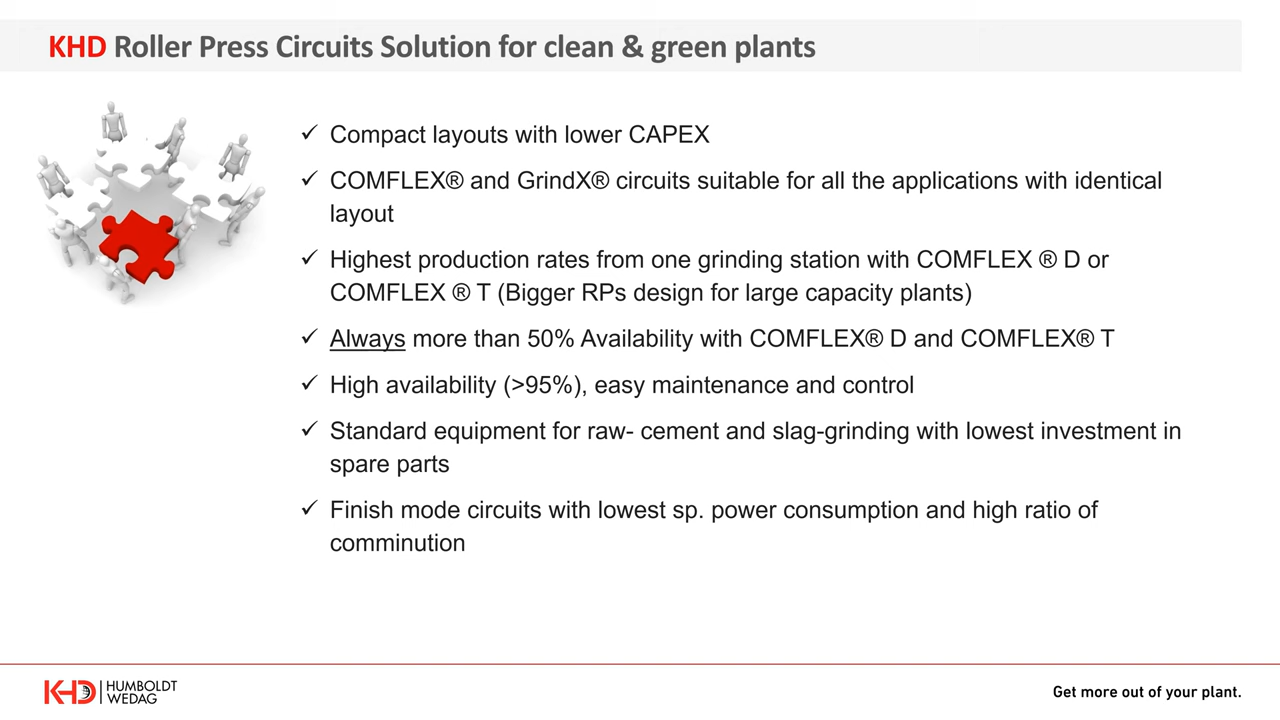 KHD Roller Press Circuits Solution for clean & green plants
✓ Compact layouts with lower CAPEX
✓ COMFLEX® and GrindX® circuits suitable for all the applications with identical
layout
✓ Highest production rates from one grinding station with COMFLEX ® D or
COMFLEX ® T (Bigger RPs design for large capacity plants)
✓ Always more than 50% Availability with COMFLEX® D and COMFLEX® T
✓ High availability (>95%), easy maintenance and control
✓ Standard equipment for raw- cement and slag-grinding with lowest investment in
spare parts
✓ Finish mode circuits with lowest sp. power consumption and high ratio of
comminution
KHD HUMBOLDT
WEDAG
Get more out of your plant.